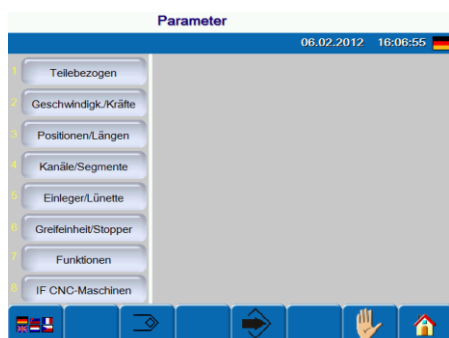 Parameter
06.02.2012 16:06:55
1 Teilebezogen
2 Geschwindigk./Kräfte
3 Positionen/Längen
4 Kanäle/Segmente
5 Einleger/Lünette
6 Greifeinheit/Stopper
7 Funktionen
8 IF CNC-Maschinen